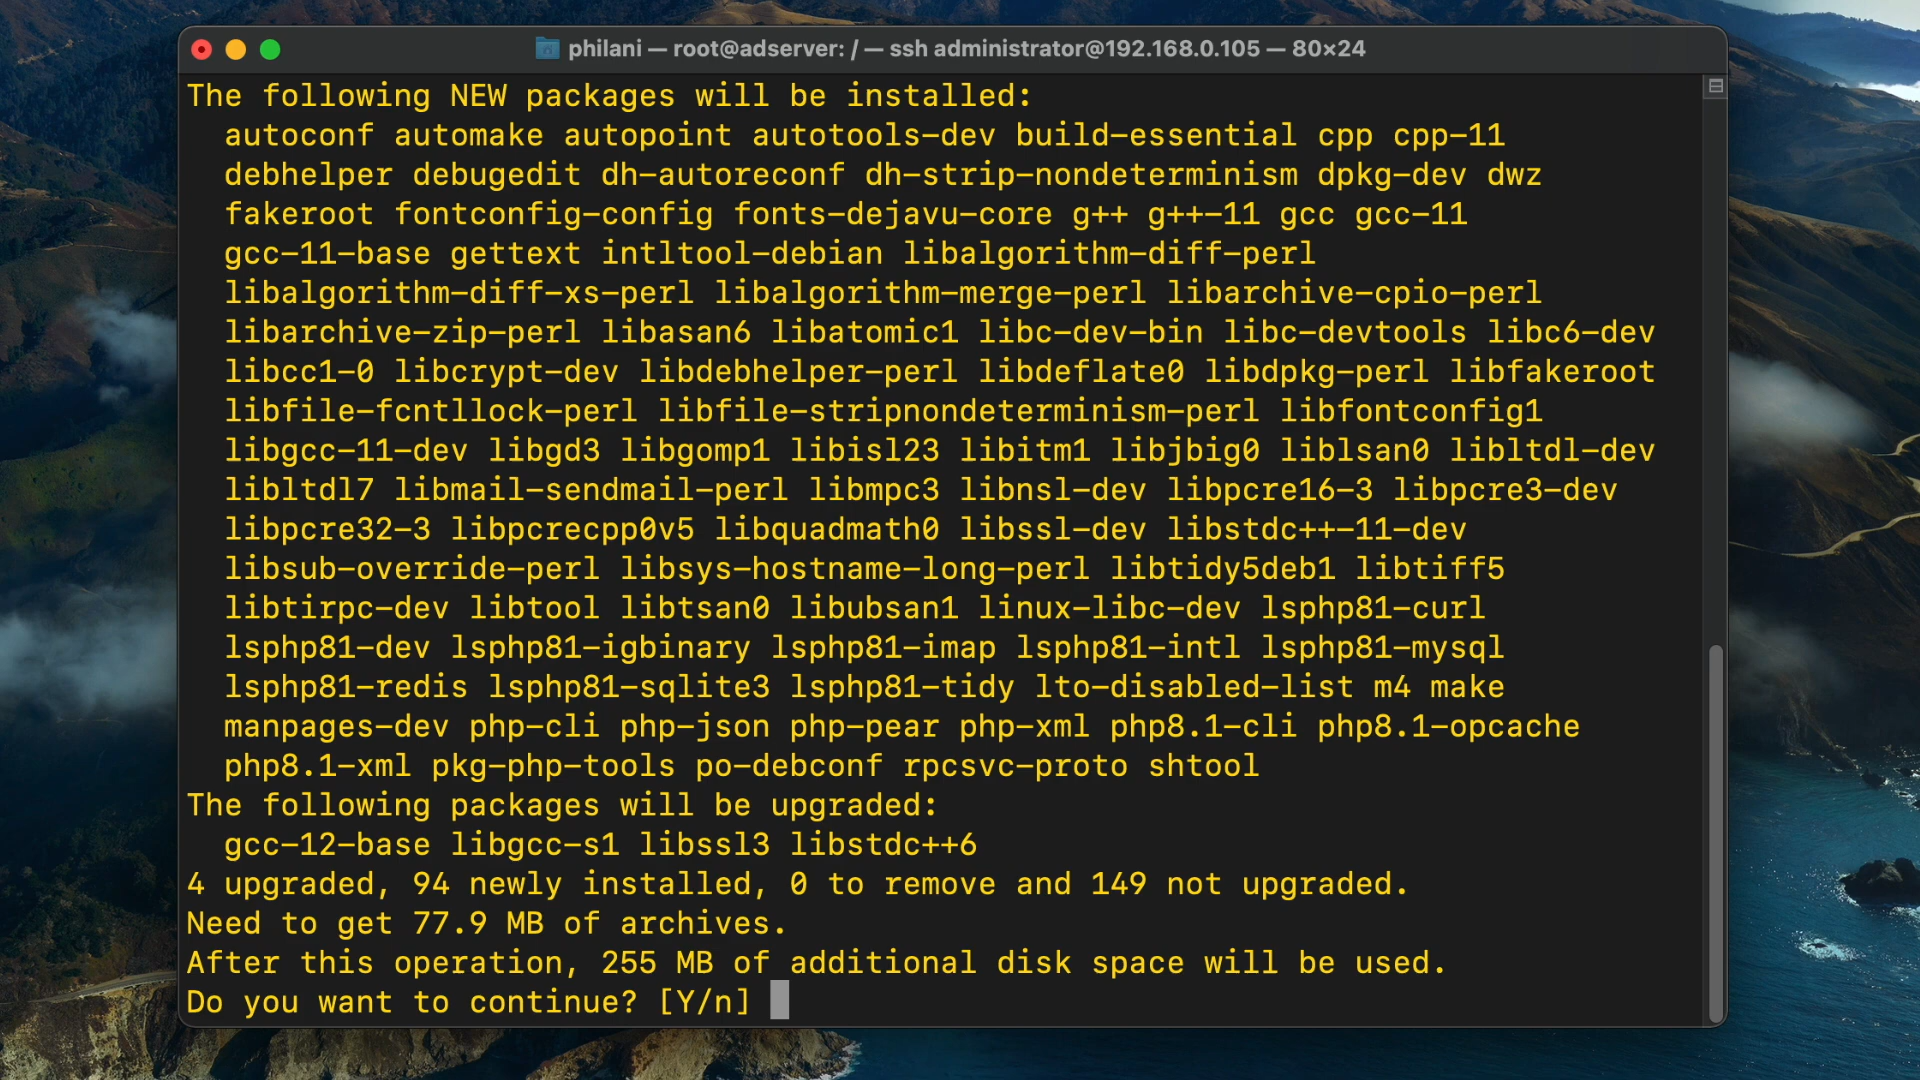 philani — root@adserver: / — ssh administrator@192.168.0.105 — 80×24
The following NEW packages will be installed:
autoconf automake autopoint autotools-dev build-essential cpp cpp-11
debhelper debugedit dh-autoreconf dh-strip-nondeterminism dpkg-dev dwz
fakeroot fontconfig-config fonts-dejavu-core g++ g++-11 gcc gcc-11
gcc-11-base gettext intltool-debian libalgorithm-diff-perl
libalgorithm-diff-xs-perl libalgorithm-merge-perl libarchive-cpio-perl
libarchive-zip-perl libasan6 libatomic1 libc-dev-bin libc-devtools libc6-dev
libcc1-0 libcrypt-dev libdebhelper-perl libdeflate0 libdpkg-perl libfakeroot
libfile-fcntllock-perl libfile-stripnondeterminism-perl libfontconfig1
libgcc-11-dev libgd3 libgomp1 libisl23 libitm1 libjbig0 liblsan0 libltdl-dev
libltdl7 libmail-sendmail-perl libmpc3 libnsl-dev libpcre16-3 libpcre3-dev
libpcre32-3 libpcrecpp0v5 libquadmath0 libssl-dev libstdc++-11-dev
libsub-override-perl libsys-hostname-long-perl libtidy5deb1 libtiff5
libtirpc-dev libtool libtsan0 libubsan1 linux-libc-dev lsphp81-curl
lsphp81-dev lsphp81-igbinary lsphp81-imap lsphp81-intl lsphp81-mysql
lsphp81-redis lsphp81-sqlite3 lsphp81-tidy lto-disabled-list m4 make
manpages-dev php-cli php-json php-pear php-xml php8.1-cli php8.1-opcache
php8.1-xml pkg-php-tools po-debconf rpcsvc-proto shtool
The following packages will be upgraded:
gcc-12-base libgcc-s1 libssl3 libstdc++6
4 upgraded, 94 newly installed, 0 to remove and 149 not upgraded.
Need to get 77.9 MB of archives.
After this operation, 255 MB of additional disk space will be used.
Do you want to continue? [Y/n]